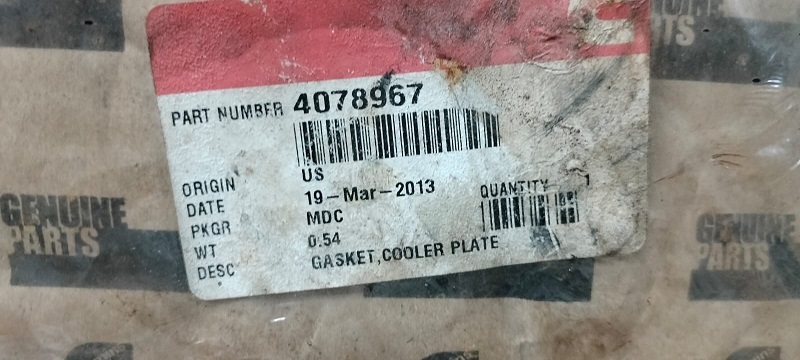 PARTS
PART NUMBER 4078967
ORIGIN US
DATE 19-Mar-2013
PKGR MDC
QUANTITY 1
WT 0.54
DESC GASKET,COOLER PLATE
GENUINE
PARTS
GENUINE
PARTS